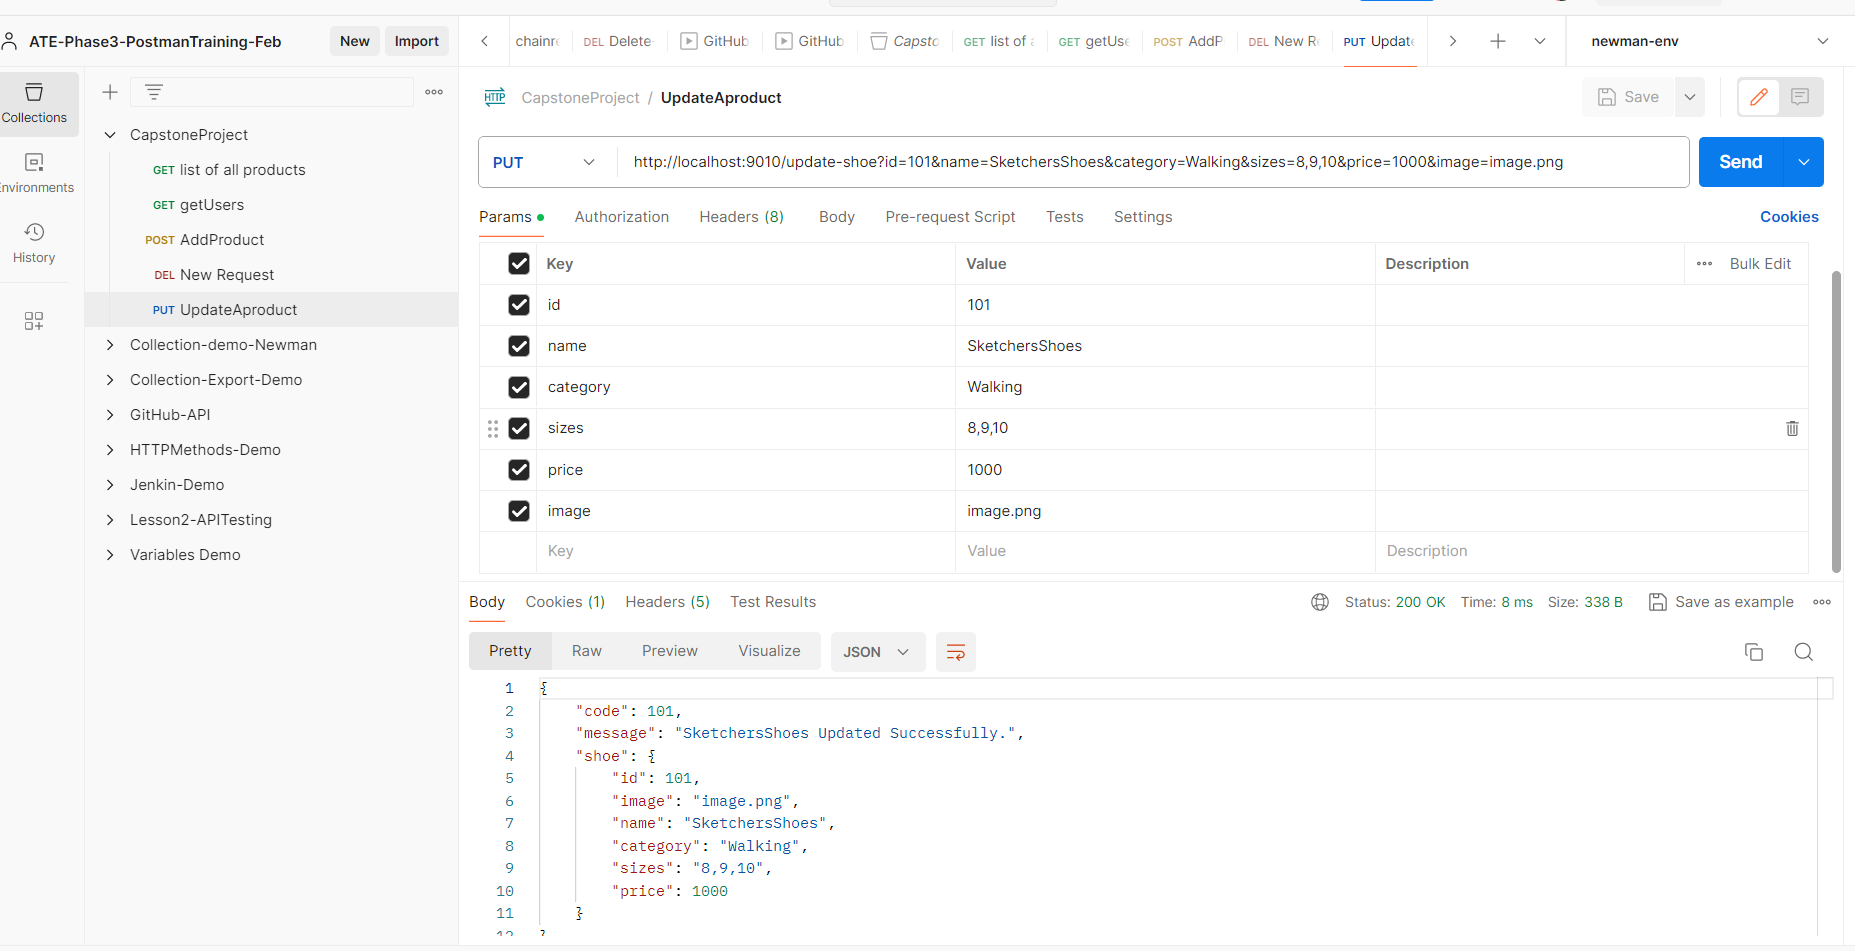 ATE-Phase3-PostmanTraining-Feb
New
Import
chainre
DEL Delete
GitHub
GitHub
Capsto
GET list of a
GET getUse
POST AddP
DEL New R
PUT Update
newman-env
Collections
Environments
History
CapstoneProject
GET list of all products
GET getUsers
POST AddProduct
DEL New Request
PUT UpdateAproduct
Collection-demo-Newman
Collection-Export-Demo
GitHub-API
HTTPMethods-Demo
Jenkin-Demo
Lesson2-APITesting
Variables Demo
HTTP CapstoneProject / UpdateAproduct
Save
PUT http://localhost:9010/update-shoe?id=101&name=SketchersShoes&category=Walking&sizes=8,9,10&price=1000&image=image.png
Send
Params Authorization Headers (8) Body Pre-request Script Tests Settings Cookies
Key Value Description Bulk Edit
id 101
name SketchersShoes
category Walking
sizes 8,9,10
price 1000
image image.png
Key Value Description
Body Cookies (1) Headers (5) Test Results Status: 200 OK Time: 8 ms Size: 338 B Save as example
Pretty Raw Preview Visualize JSON
1 {
2 "code": 101,
3 "message": "SketchersShoes Updated Successfully.",
4 "shoe": {
5 "id": 101,
6 "image": "image.png",
7 "name": "SketchersShoes",
8 "category": "Walking",
9 "sizes": "8,9,10",
10 "price": 1000
11 }
12 }